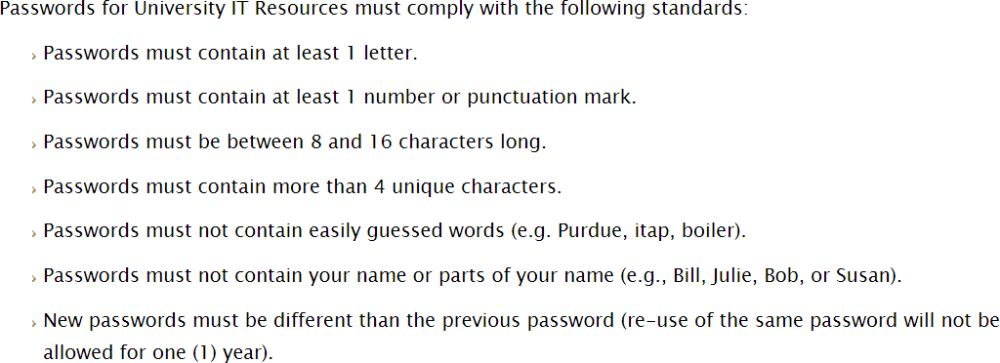 Passwords for University IT Resources must comply with the following standards:
› Passwords must contain at least 1 letter.
› Passwords must contain at least 1 number or punctuation mark.
› Passwords must be between 8 and 16 characters long.
› Passwords must contain more than 4 unique characters.
› Passwords must not contain easily guessed words (e.g. Purdue, itap, boiler).
› Passwords must not contain your name or parts of your name (e.g., Bill, Julie, Bob, or Susan).
› New passwords must be different than the previous password (re-use of the same password will not be
allowed for one (1) year).